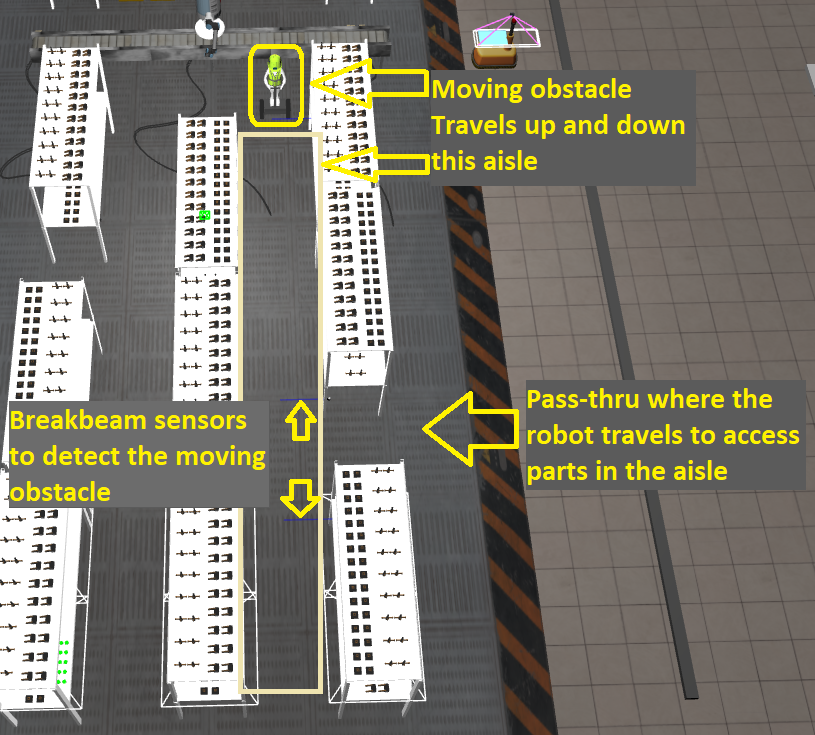 Moving obstacle
Travels up and down
this aisle
Pass-thru where the
robot travels to access
parts in the aisle
Breakbeam sensors
to detect the moving
obstacle